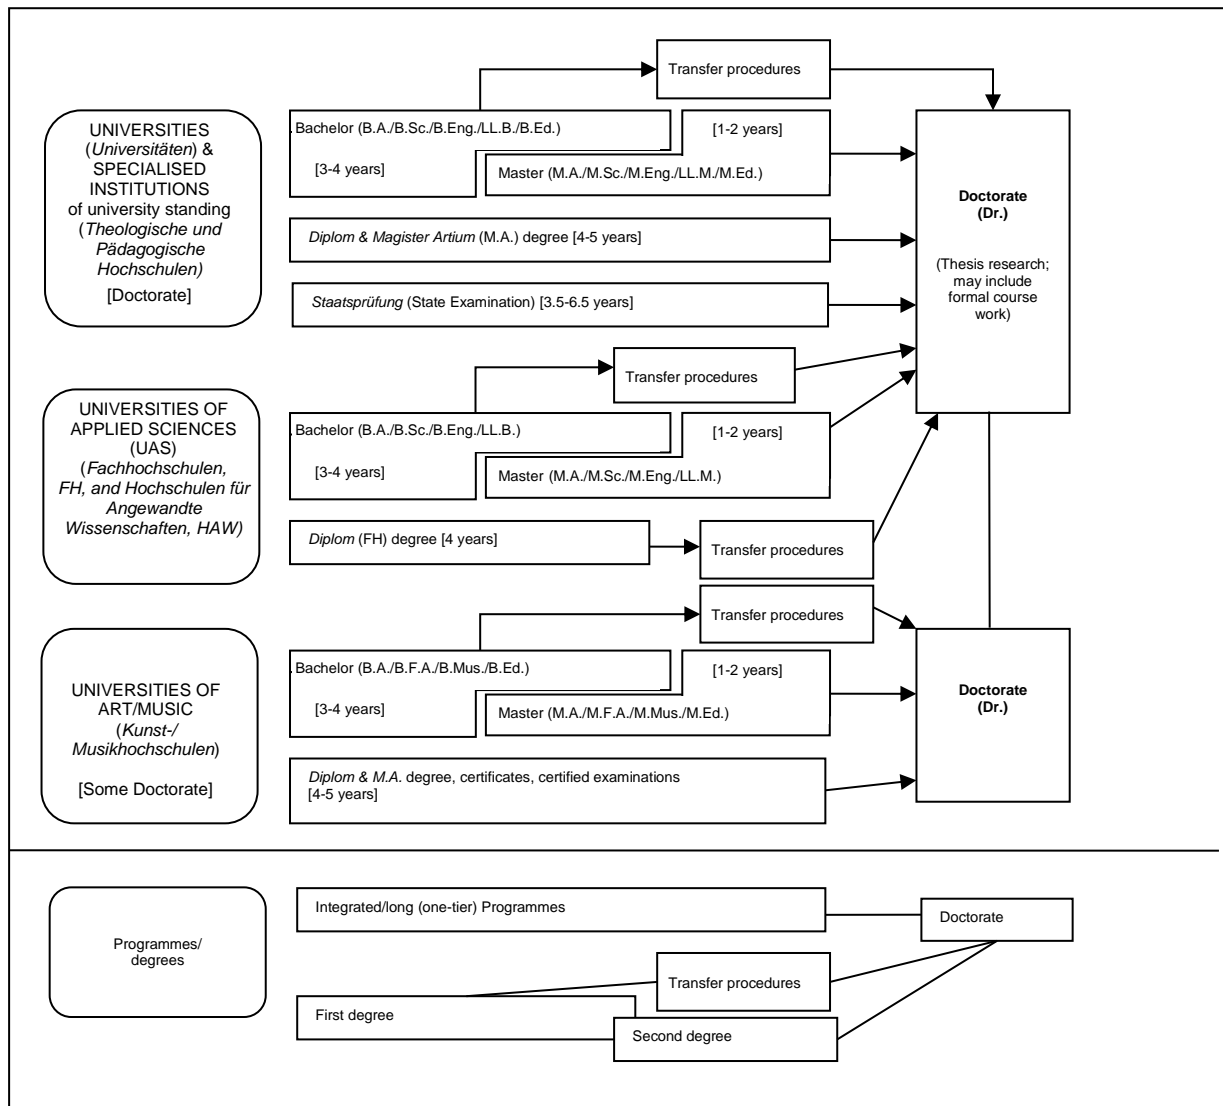 Transfer procedures
UNIVERSITIES
(Universitäten) &
SPECIALISED
INSTITUTIONS
of university standing
(Theologische und
Pädagogische
Hochschulen)
[Doctorate]
. Bachelor (B.A./B.Sc./B.Eng./LL.B./B.Ed.)
[3-4 years]
[1-2 years]
Master (M.A./M.Sc./M.Eng./LL.M./M.Ed.)
Diplom & Magister Artium (M.A.) degree [4-5 years]
Staatsprüfung (State Examination) [3.5-6.5 years]
Doctorate
(Dr.)
(Thesis research;
may include
formal course
work)
Transfer procedures
UNIVERSITIES OF
APPLIED SCIENCES
(UAS)
(Fachhochschulen,
FH, and Hochschulen für
Angewandte
Wissenschaften, HAW)
. Bachelor (B.A./B.Sc./B.Eng./LL.B.)
[3-4 years]
[1-2 years]
Master (M.A./M.Sc./M.Eng./LL.M.)
Diplom (FH) degree [4 years]
Transfer procedures
Transfer procedures
UNIVERSITIES OF
ART/MUSIC
(Kunst-/
Musikhochschulen)
[Some Doctorate]
. Bachelor (B.A./B.F.A./B.Mus./B.Ed.)
[3-4 years]
[1-2 years]
Master (M.A./M.F.A./M.Mus./M.Ed.)
Diplom & M.A. degree, certificates, certified examinations
[4-5 years]
Doctorate
(Dr.)
Programmes/
degrees
Integrated/long (one-tier) Programmes
Doctorate
Transfer procedures
First degree
Second degree